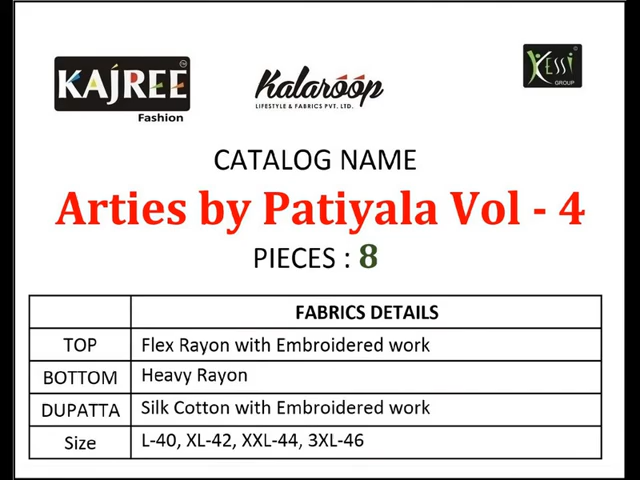 KAJREE
TM
Fashion
Kalaroop
LIFESTYLE & FABRICS PVT. LTD.
KESSI
GROUP
CATALOG NAME
Arties by Patiyala Vol - 4
PIECES : 8
FABRICS DETAILS
TOP Flex Rayon with Embroidered work
BOTTOM Heavy Rayon
DUPATTA Silk Cotton with Embroidered work
Size L-40, XL-42, XXL-44, 3XL-46